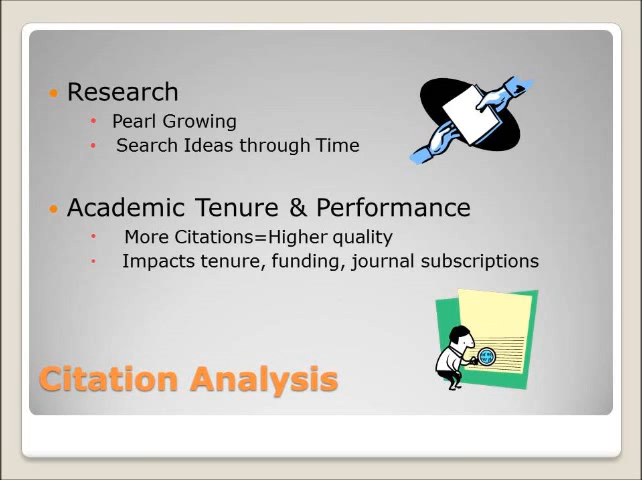 Research
Pearl Growing
Search Ideas through Time
Academic Tenure & Performance
More Citations=Higher quality
Impacts tenure, funding, journal subscriptions
Citation Analysis